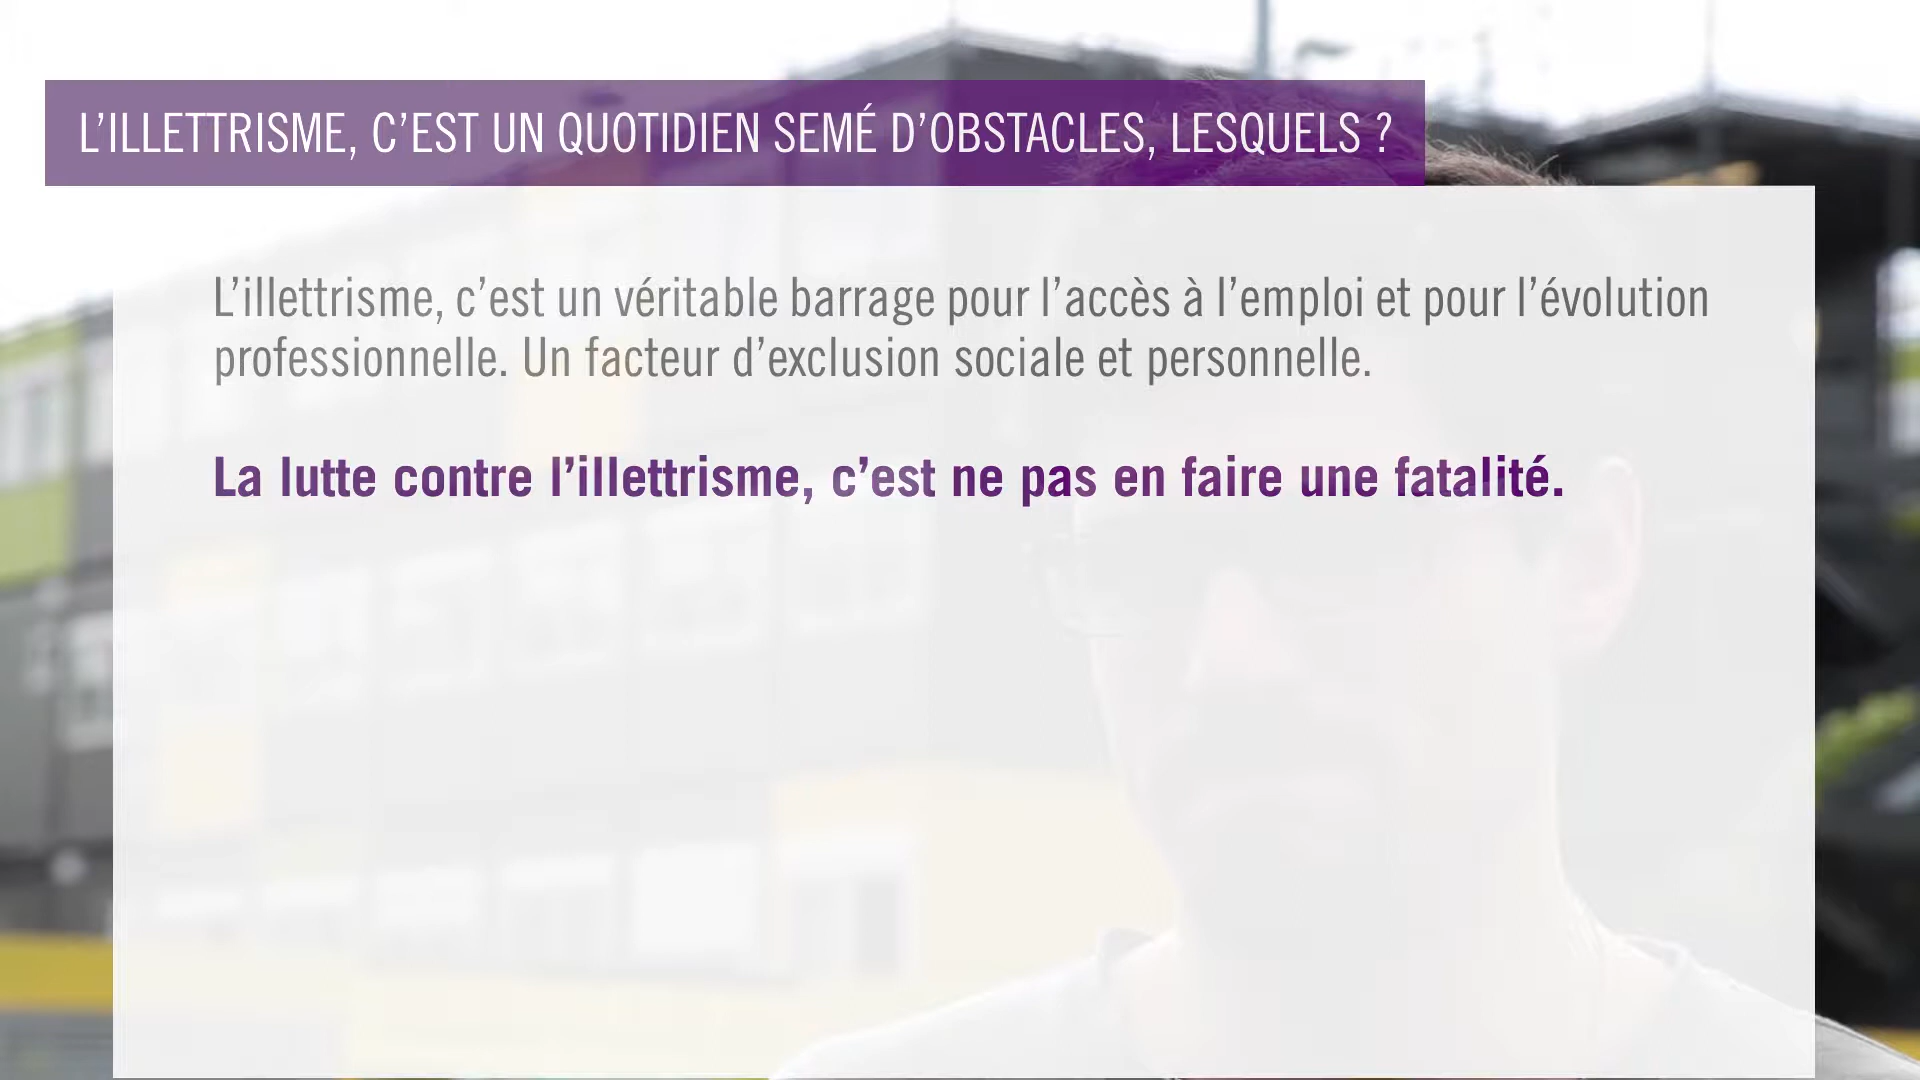 L’ILLETTRISME, C’EST UN QUOTIDIEN SEMÉ D’OBSTACLES, LESQUELS ?
L’illettrisme, c’est un véritable barrage pour l’accès à l’emploi et pour l’évolution
professionnelle. Un facteur d’exclusion sociale et personnelle.
La lutte contre l’illettrisme, c’est ne pas en faire une fatalité.